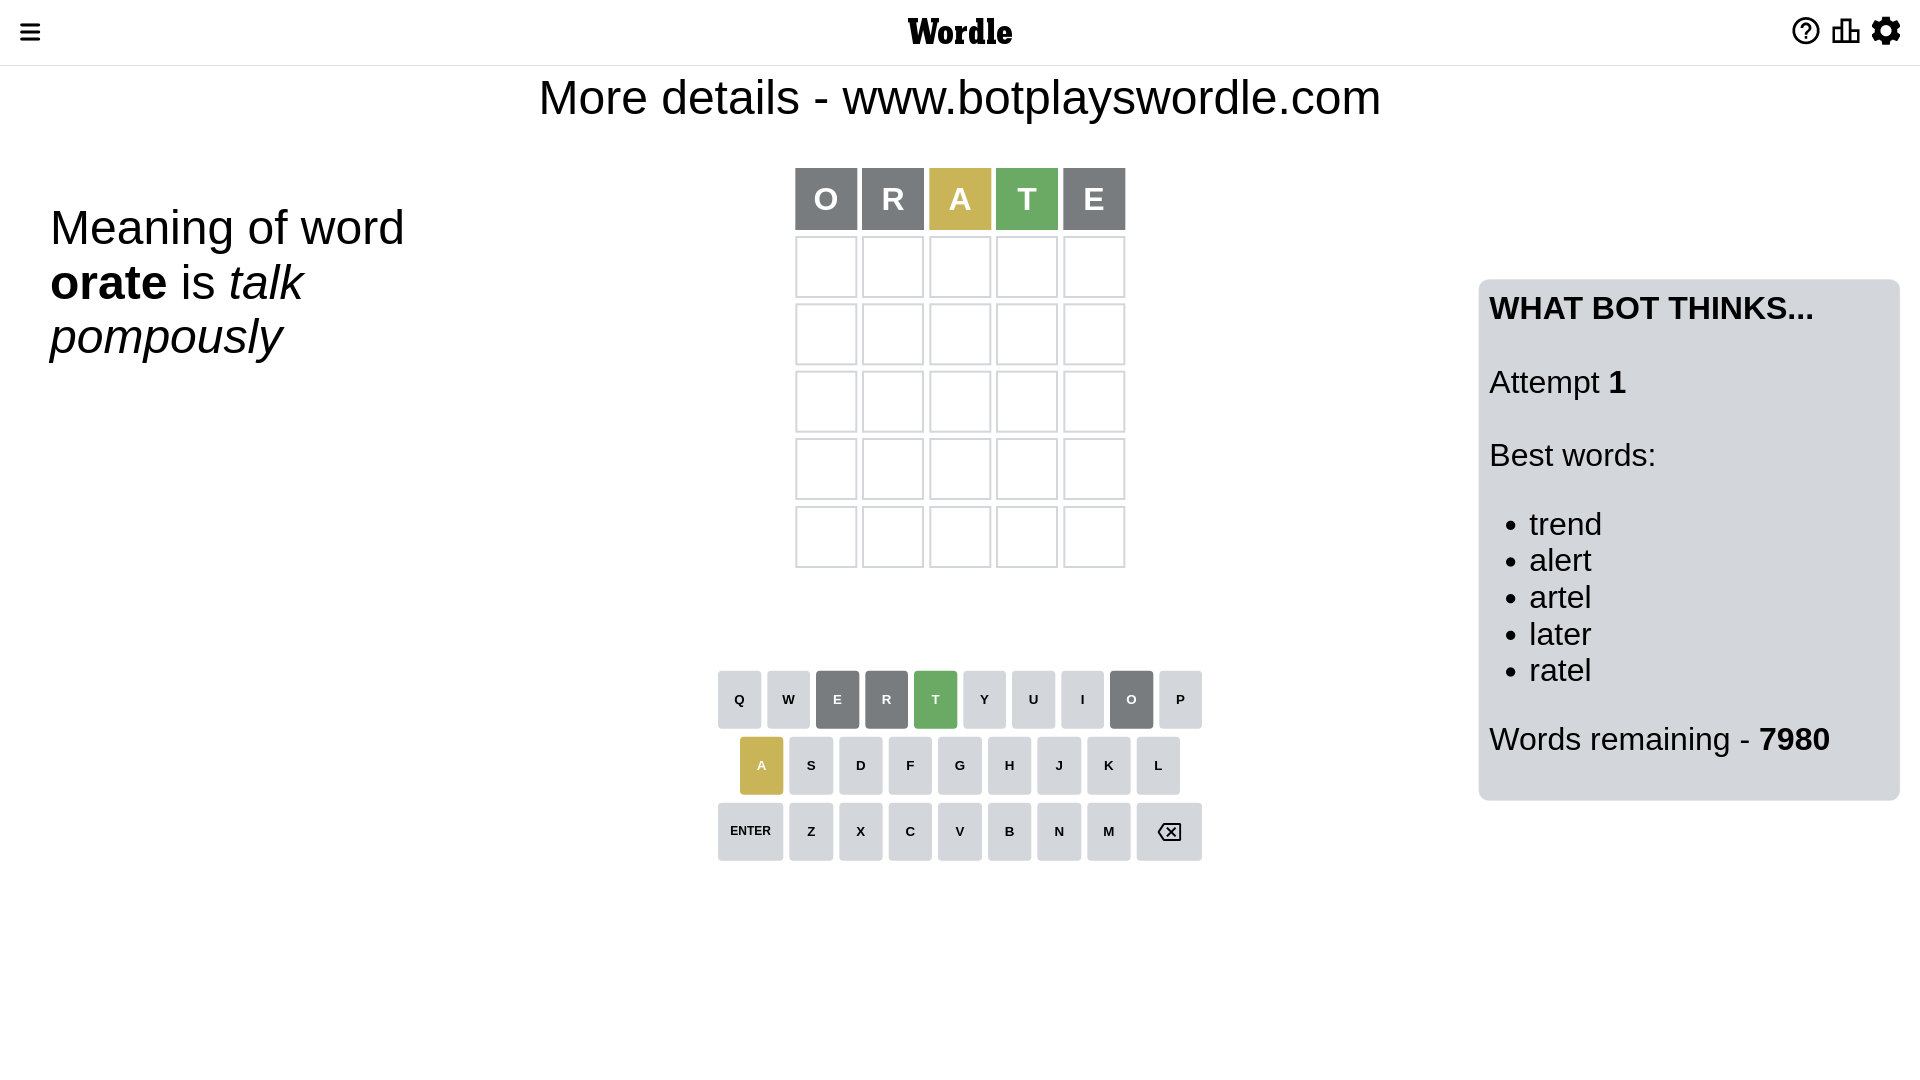 Wordle
More details - www.botplayswordle.com
Meaning of word
orate is talk
pompously
O R A T E
WHAT BOT THINKS...
Attempt 1
Best words:
• trend
• alert
• artel
• later
• ratel
Words remaining - 7980
Q W E R T Y U I O P
A S D F G H J K L
ENTER Z X C V B N M